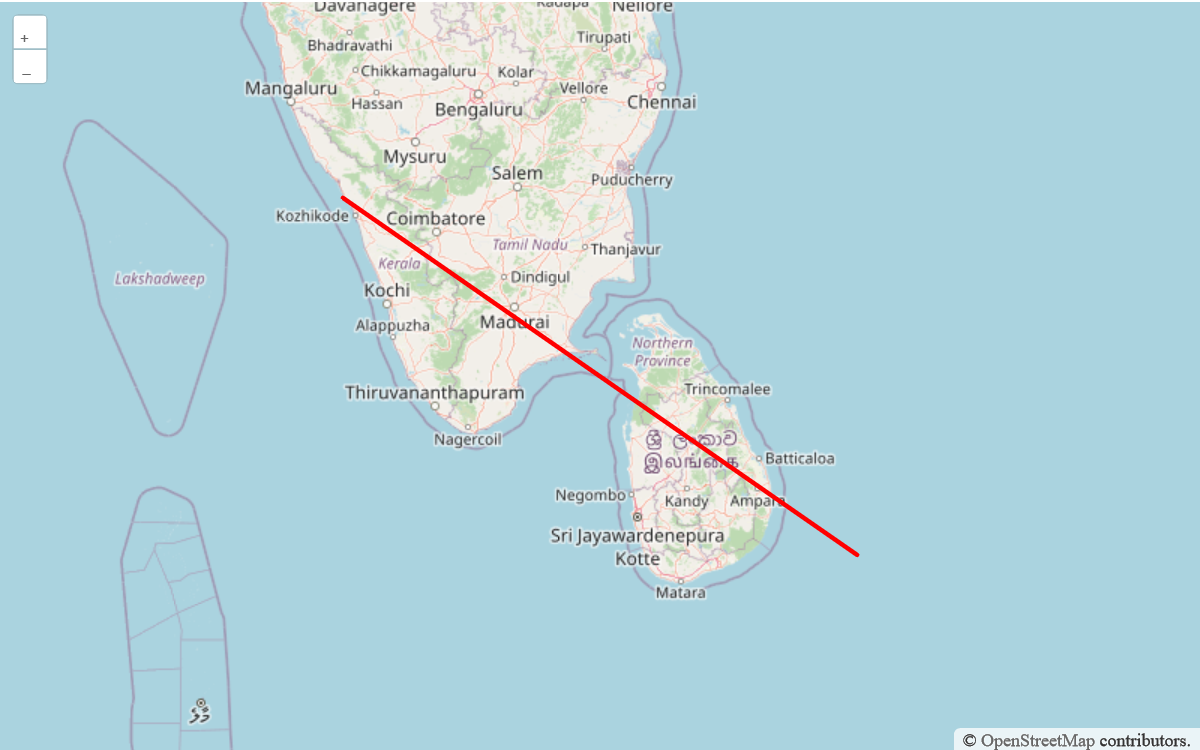 Davanagere
Kadapa
Nellore
+
–
Bhadravathi
Tirupati
Chikkamagaluru
Kolar
Mangaluru
Hassan
Vellore
Bengaluru
Chennai
Mysuru
Salem
Puducherry
Kozhikode
Coimbatore
Tamil Nadu
Thanjavur
Kerala
Lakshadweep
Dindigul
Kochi
Madurai
Alappuzha
Northern
Province
Thiruvananthapuram
Trincomalee
Nagercoil
ශ්‍රී ලංකාව
இலங்கை
Batticaloa
Negombo
Kandy
Ampara
Sri Jayawardenepura
Kotte
Matara
މާލެ
© OpenStreetMap contributors.